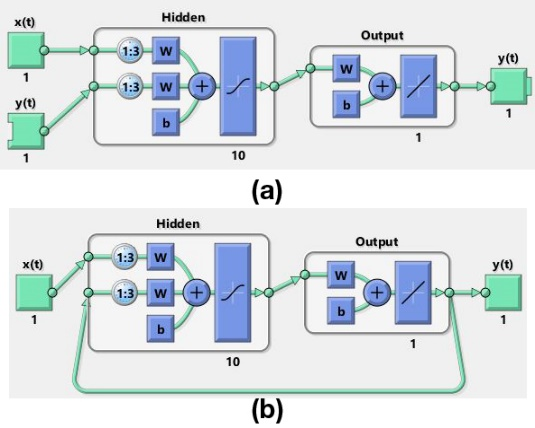 Hidden
x(t)
1:3
W
Output
1
W
y(t)
y(t)
1:3
W
+
+
b
b
1
1
1
10
(a)
Hidden
Output
x(t)
1:3
W
W
y(t)
1:3
W
+
+
b
1
b
1
1
10
(b)